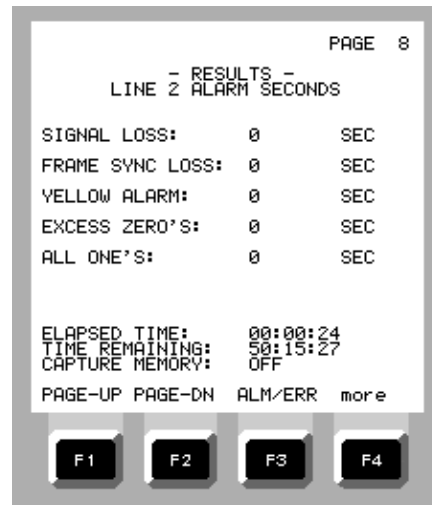 PAGE 8
- RESULTS -
LINE 2 ALARM SECONDS
SIGNAL LOSS: 0 SEC
FRAME SYNC LOSS: 0 SEC
YELLOW ALARM: 0 SEC
EXCESS ZERO'S: 0 SEC
ALL ONE'S: 0 SEC
ELAPSED TIME: 00:00:24
TIME REMAINING: 50:15:27
CAPTURE MEMORY: OFF
PAGE-UP PAGE-DN ALM/ERR more
F1 F2 F3 F4